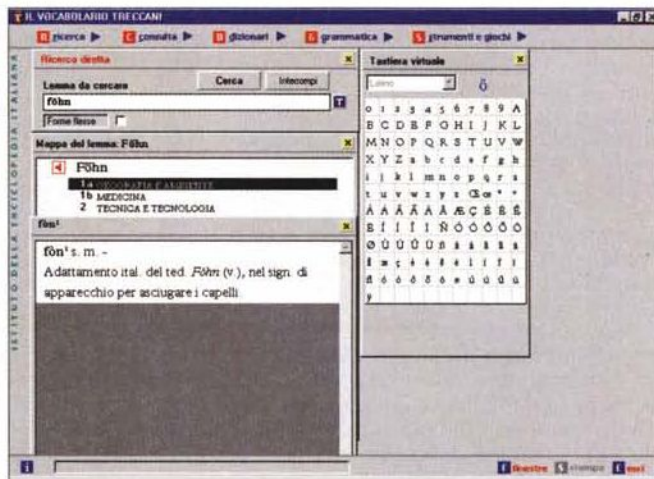 IL VOCABOLARIO TRECCANI
R ricerca C consulta D dizionari G grammatica S strumenti e giochi
ISTITUTO DELLA ENCICLOPEDIA ITALIANA
Ricerca diretta
Lemma da cercare
Cerca
Interrompi
föhn
T
Forme flesse
Mappa del lemma: Föhn
Föhn
1a GEOGRAFIA E AMBIENTE
1b MEDICINA
2 TECNICA E TECNOLOGIA
fòn¹
fòn¹ s. m. -
Adattamento ital. del ted. Föhn (v.), nel sign. di
apparecchio per asciugare i capelli.
Tastiera virtuale
Latino
0 1 2 3 4 5 6 7 8 9 A
B C D E F G H I J K L
M N O P Q R S T U V W
X Y Z a b c d e f g h
i j k l m n o p q r s
t u v w x y z Œ œ
i
F finestre S stampa E esci